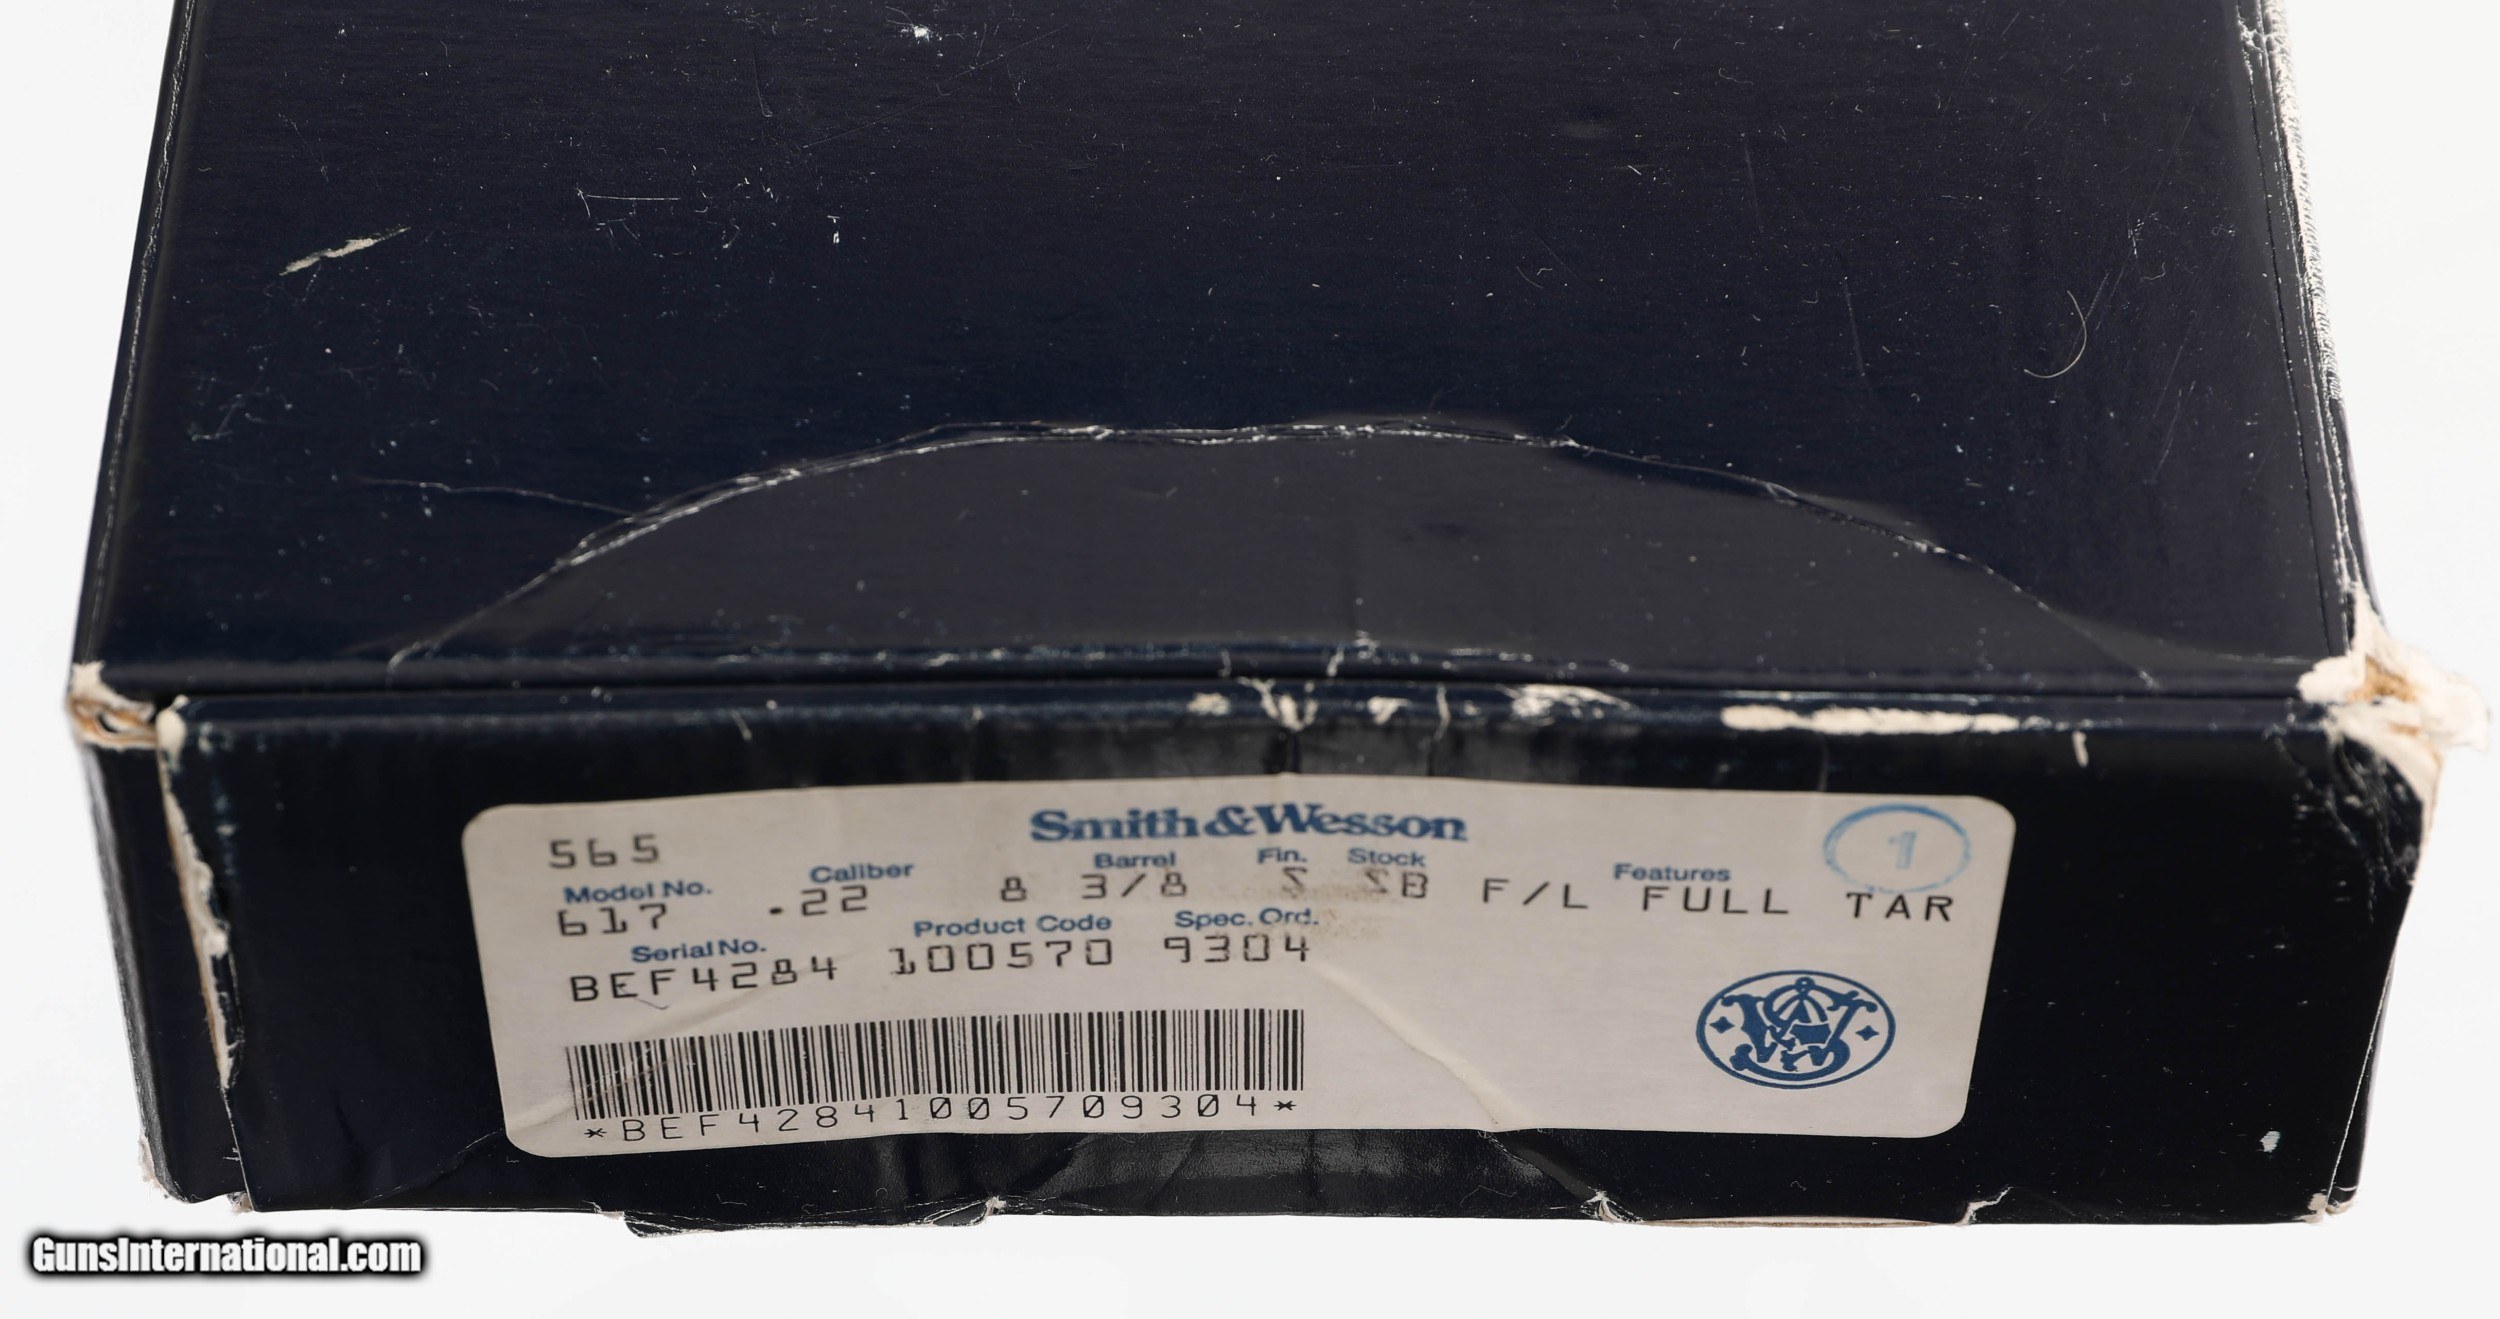 Smith & Wesson
565
1
Model No. Caliber Barrel Fin. Stock Features
617 .22 8 3/8 S SB F/L FULL TAR
Serial No. Product Code Spec. Ord.
BEF4284 100570 9304
*BEF42841005709304*
GunsInternational.com